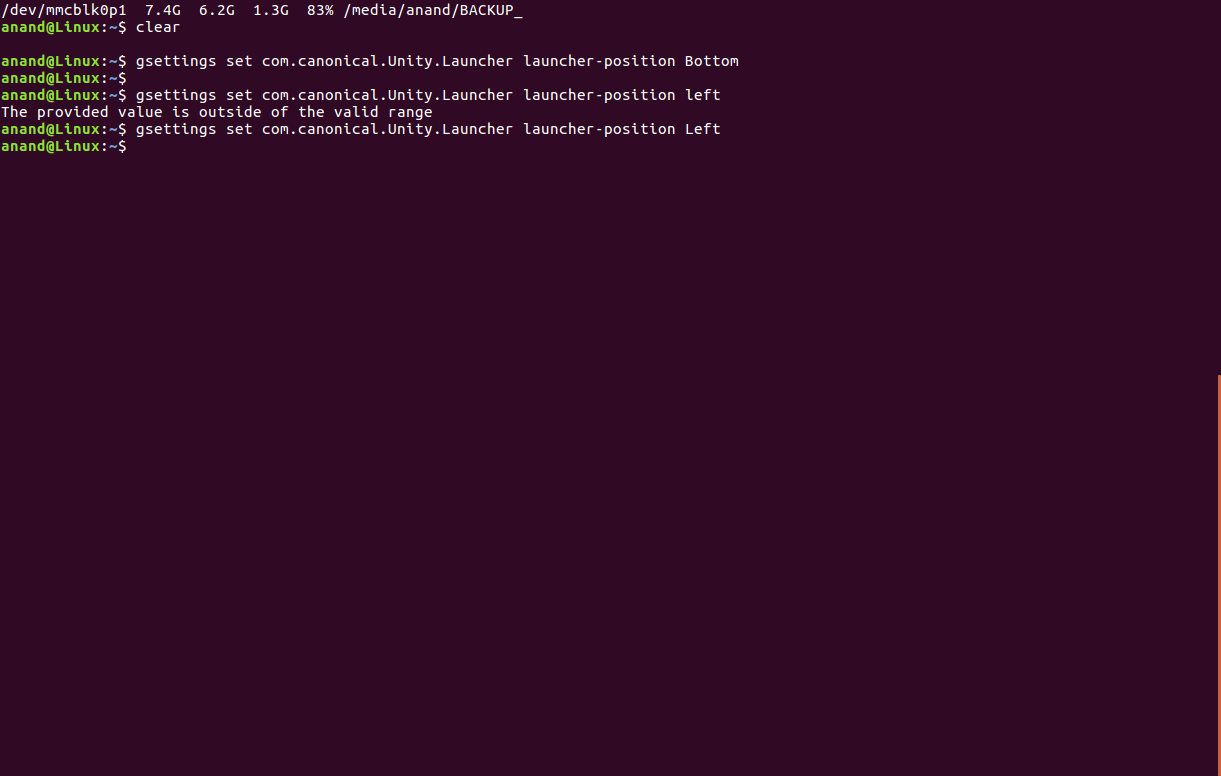 /dev/mmcblk0p1  7.4G  6.2G  1.3G  83% /media/anand/BACKUP_
anand@Linux:~$ clear
anand@Linux:~$ gsettings set com.canonical.Unity.Launcher launcher-position Bottom
anand@Linux:~$
anand@Linux:~$ gsettings set com.canonical.Unity.Launcher launcher-position left
The provided value is outside of the valid range
anand@Linux:~$ gsettings set com.canonical.Unity.Launcher launcher-position Left
anand@Linux:~$